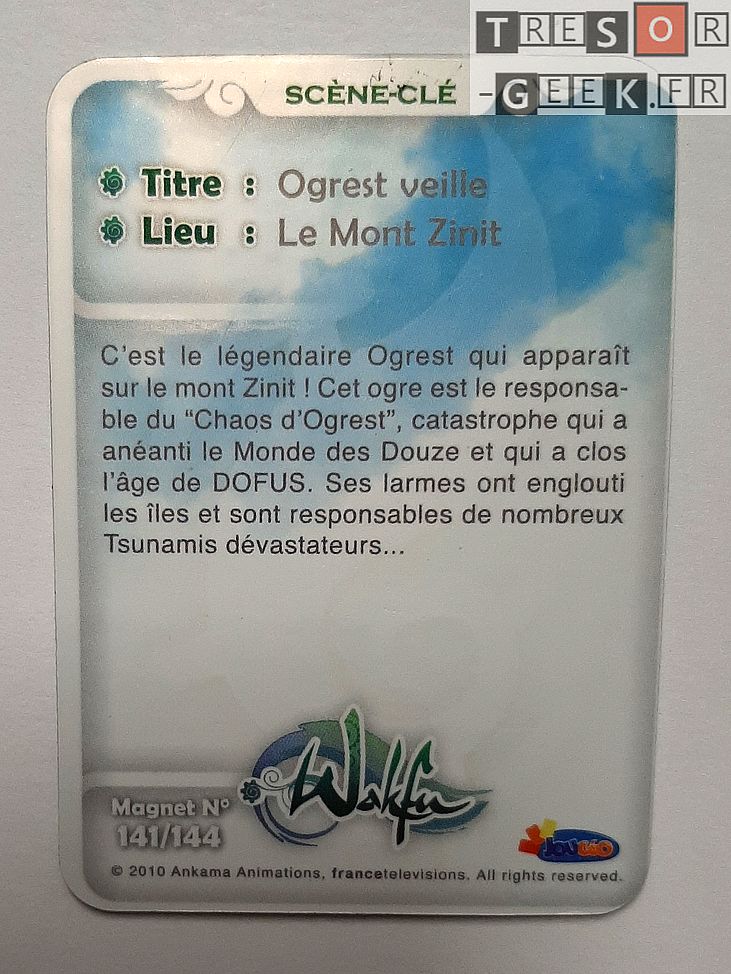 TRESOR
-GEEK.FR
SCÈNE-CLÉ
Titre : Ogrest veille
Lieu : Le Mont Zinit
C'est le légendaire Ogrest qui apparaît
sur le mont Zinit ! Cet ogre est le responsa-
ble du “Chaos d'Ogrest”, catastrophe qui a
anéanti le Monde des Douze et qui a clos
l'âge de DOFUS. Ses larmes ont englouti
les îles et sont responsables de nombreux
Tsunamis dévastateurs...
Wakfu
Magnet N°
141/144
© 2010 Ankama Animations, francetelevisions. All rights reserved.